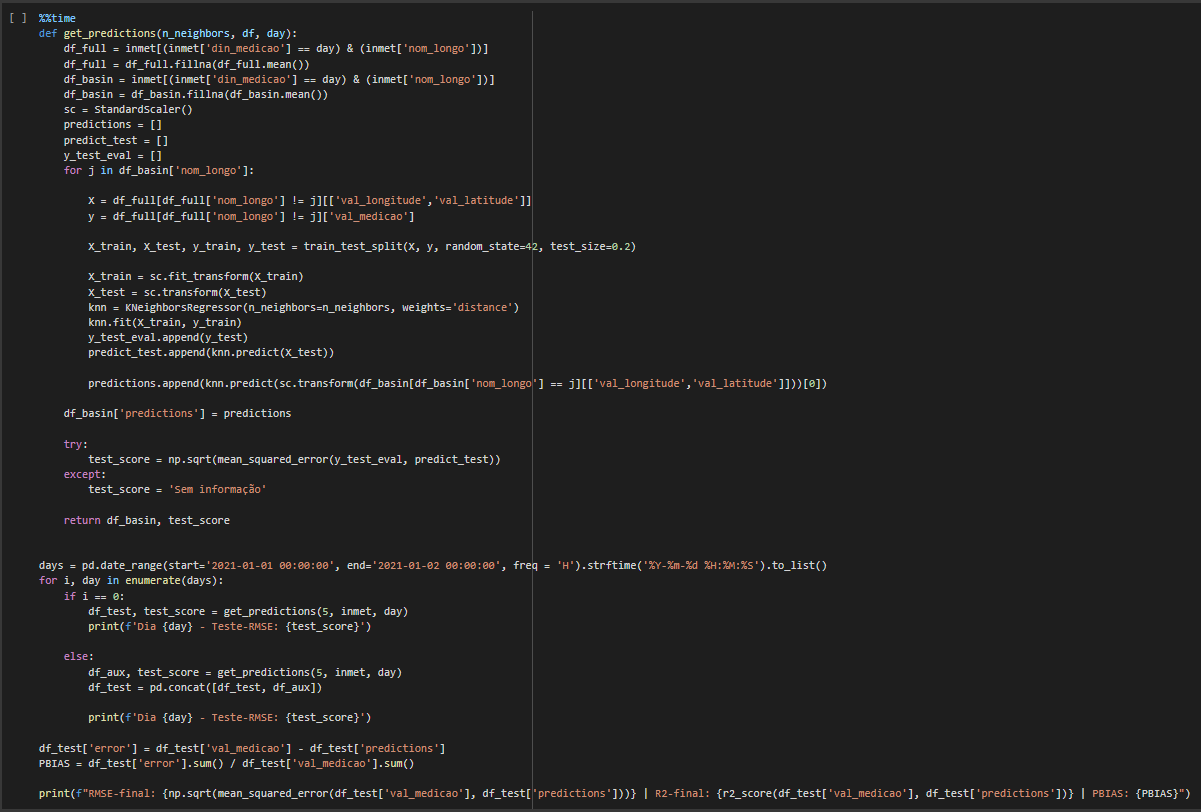 [ ] %%time
def get_predictions(n_neighbors, df, day):
    df_full = inmet[(inmet['din_medicao'] == day) & (inmet['nom_longo'])]
    df_full = df_full.fillna(df_full.mean())
    df_basin = inmet[(inmet['din_medicao'] == day) & (inmet['nom_longo'])]
    df_basin = df_basin.fillna(df_basin.mean())
    sc = StandardScaler()
    predictions = []
    predict_test = []
    y_test_eval = []
    for j in df_basin['nom_longo']:
        X = df_full[df_full['nom_longo'] != j][['val_longitude','val_latitude']]
        y = df_full[df_full['nom_longo'] != j]['val_medicao']
        X_train, X_test, y_train, y_test = train_test_split(X, y, random_state=42, test_size=0.2)
        X_train = sc.fit_transform(X_train)
        X_test = sc.transform(X_test)
        knn = KNeighborsRegressor(n_neighbors=n_neighbors, weights='distance')
        knn.fit(X_train, y_train)
        y_test_eval.append(y_test)
        predict_test.append(knn.predict(X_test))
        predictions.append(knn.predict(sc.transform(df_basin[df_basin['nom_longo'] == j][['val_longitude','val_latitude']]))[0])
    df_basin['predictions'] = predictions
    try:
        test_score = np.sqrt(mean_squared_error(y_test_eval, predict_test))
    except:
        test_score = 'Sem informação'
    return df_basin, test_score
days = pd.date_range(start='2021-01-01 00:00:00', end='2021-01-02 00:00:00', freq = 'H').strftime('%Y-%m-%d %H:%M:%S').to_list()
for i, day in enumerate(days):
    if i == 0:
        df_test, test_score = get_predictions(5, inmet, day)
        print(f'Dia {day} - Teste-RMSE: {test_score}')
    else:
        df_aux, test_score = get_predictions(5, inmet, day)
        df_test = pd.concat([df_test, df_aux])
        print(f'Dia {day} - Teste-RMSE: {test_score}')
df_test['error'] = df_test['val_medicao'] - df_test['predictions']
PBIAS = df_test['error'].sum() / df_test['val_medicao'].sum()
print(f"RMSE-final: {np.sqrt(mean_squared_error(df_test['val_medicao'], df_test['predictions']))} | R2-final: {r2_score(df_test['val_medicao'], df_test['predictions'])} | PBIAS: {PBIAS}")